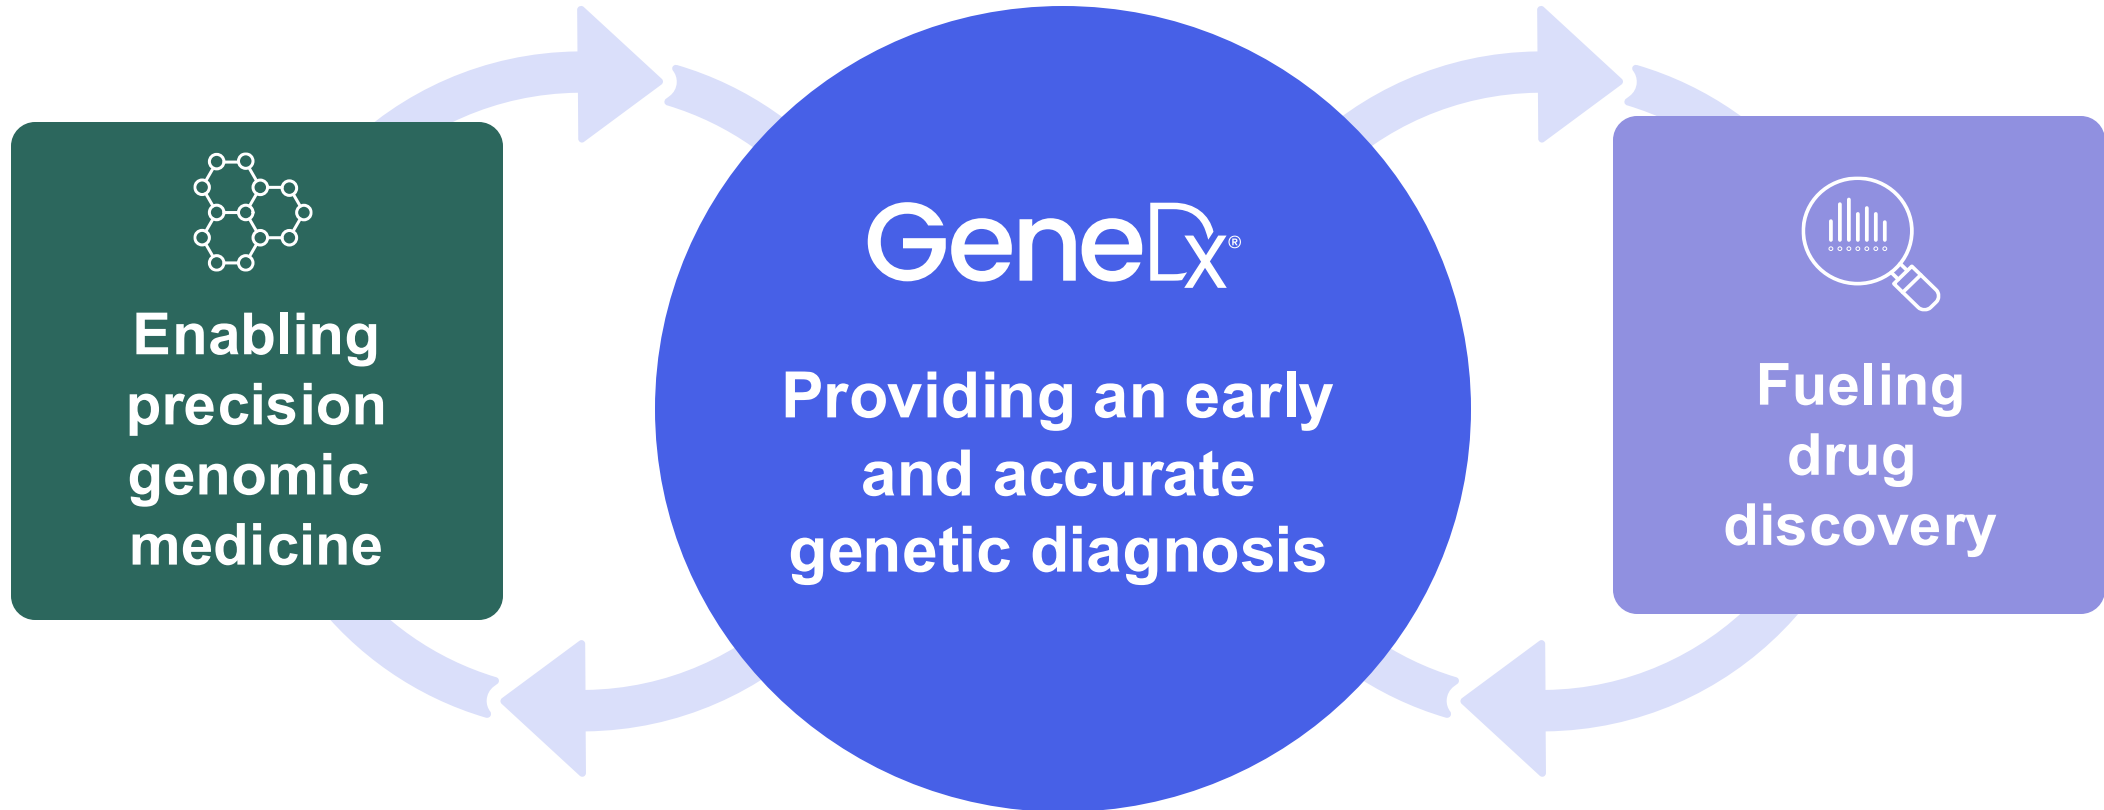 Enabling
precision
genomic
medicine
GeneDx®
Providing an early
and accurate
genetic diagnosis
Fueling
drug
discovery